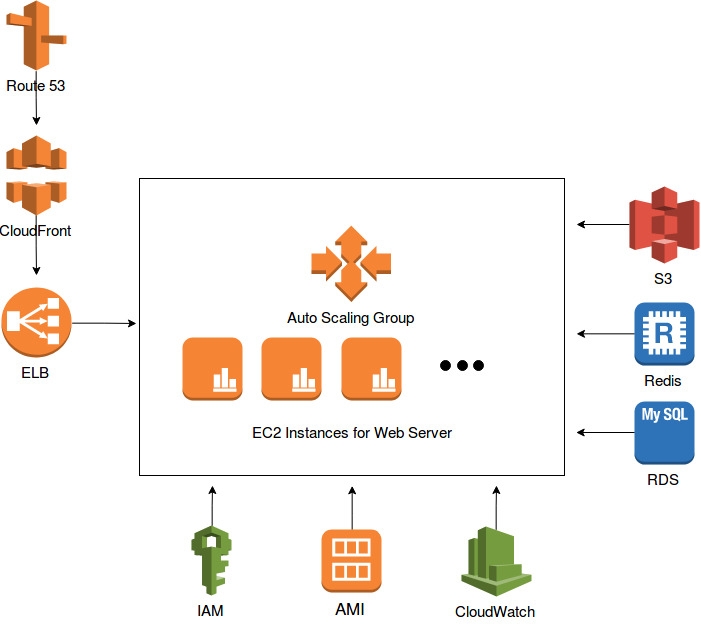 Route 53
CloudFront
ELB
Auto Scaling Group
EC2 Instances for Web Server
S3
R
Redis
My SQL
RDS
IAM
AMI
CloudWatch